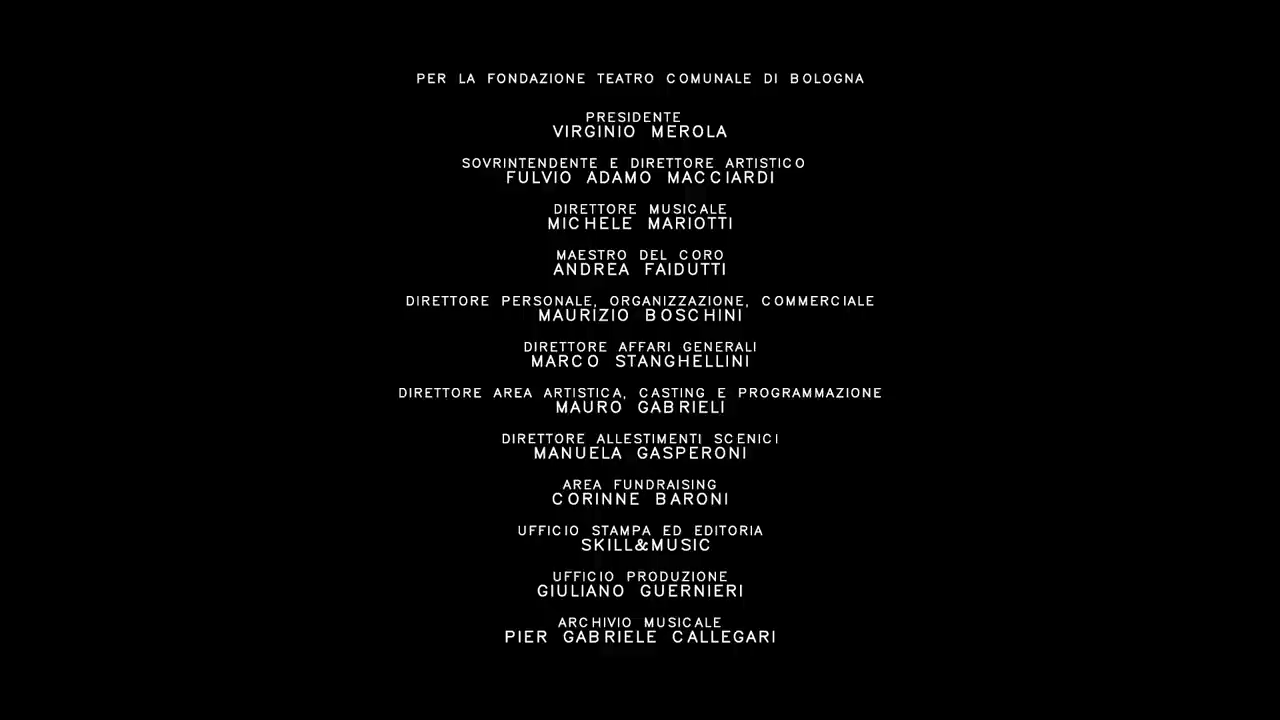 PER LA FONDAZIONE TEATRO COMUNALE DI BOLOGNA
PRESIDENTE
VIRGINIO MEROLA
SOVRINTENDENTE E DIRETTORE ARTISTICO
FULVIO ADAMO MACCIARDI
DIRETTORE MUSICALE
MICHELE MARIOTTI
MAESTRO DEL CORO
ANDREA FAIDUTTI
DIRETTORE PERSONALE, ORGANIZZAZIONE, COMMERCIALE
MAURIZIO BOSCHINI
DIRETTORE AFFARI GENERALI
MARCO STANGHELLINI
DIRETTORE AREA ARTISTICA, CASTING E PROGRAMMAZIONE
MAURO GABRIELI
DIRETTORE ALLESTIMENTI SCENICI
MANUELA GASPERONI
AREA FUNDRAISING
CORINNE BARONI
UFFICIO STAMPA ED EDITORIA
SKILL&MUSIC
UFFICIO PRODUZIONE
GIULIANO GUERNIERI
ARCHIVIO MUSICALE
PIER GABRIELE CALLEGARI